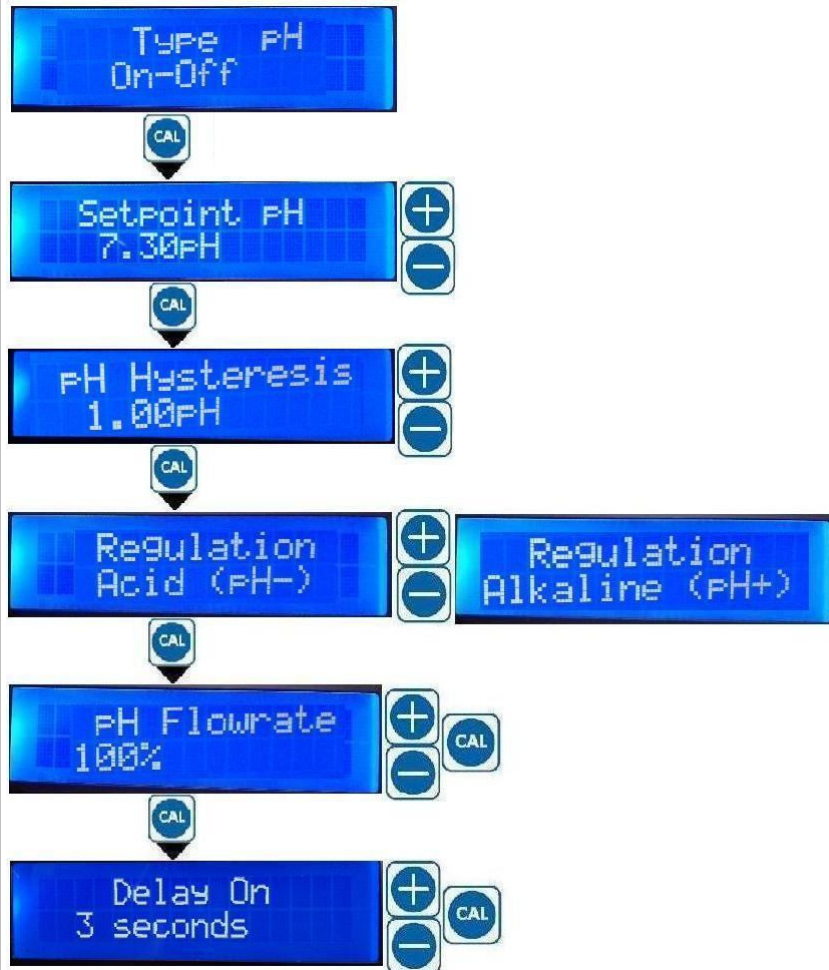 Type pH
On-Off
CAL
Setpoint pH
7.30pH
CAL
pH Hysteresis
1.00pH
CAL
Regulation
Acid (pH-)
Regulation
Alkaline (pH+)
CAL
pH Flowrate
100%
CAL
CAL
Delay On
3 seconds
CAL